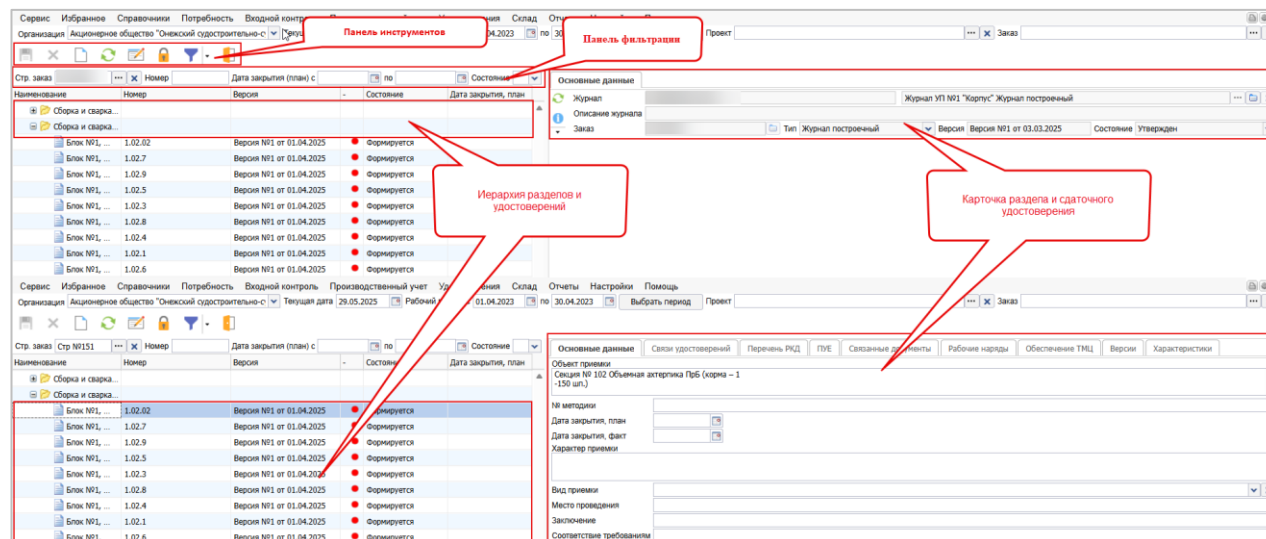 Сервис Избранное Справочники Потребность Входной контр Склад Отче
Панель инструментов
Панель фильтрации
Организация Акционерное общество "Онежский судостроительно-с Текущ 04.2023 по 30 Проект Заказ
Стр. заказ Номер Дата закрытия (план) с по Состояние
Наименование Номер Версия - Состояние Дата закрытия, план
Сборка и сварка...
Сборка и сварка...
Блок №1, ... 1.02.02 Версия №1 от 01.04.2025 Формируется
Блок №1, ... 1.02.7 Версия №1 от 01.04.2025 Формируется
Блок №1, ... 1.02.9 Версия №1 от 01.04.2025 Формируется
Блок №1, ... 1.02.5 Версия №1 от 01.04.2025 Формируется
Блок №1, ... 1.02.3 Версия №1 от 01.04.2025 Формируется
Блок №1, ... 1.02.8 Версия №1 от 01.04.2025 Формируется
Блок №1, ... 1.02.4 Версия №1 от 01.04.2025 Формируется
Блок №1, ... 1.02.1 Версия №1 от 01.04.2025 Формируется
Блок №1, ... 1.02.6 Версия №1 от 01.04.2025 Формируется
Основные данные
Журнал Журнал УП №1 "Корпус" Журнал построечный
Описание журнала
Заказ Тип Журнал построечный Версия Версия №1 от 03.03.2025 Состояние Утвержден
Иерархия разделов и
удостоверений
Карточка раздела и сдаточного
удостоверения
Сервис Избранное Справочники Потребность Входной контроль Производственный учет Уд ения Склад Отчеты Настройки Помощь
Организация Акционерное общество "Онежский судостроительно-с Текущая дата 29.05.2025 Рабочий 01.04.2023 по 30.04.2023 Выбрать период Проект Заказ
Стр. заказ Стр №151 Номер Дата закрытия (план) с по Состояние
Наименование Номер Версия - Состояние Дата закрытия, план
Сборка и сварка...
Сборка и сварка...
Блок №1, ... 1.02.02 Версия №1 от 01.04.2025 Формируется
Блок №1, ... 1.02.7 Версия №1 от 01.04.2025 Формируется
Блок №1, ... 1.02.9 Версия №1 от 01.04.2025 Формируется
Блок №1, ... 1.02.5 Версия №1 от 01.04.2025 Формируется
Блок №1, ... 1.02.3 Версия №1 от 01.04.2025 Формируется
Блок №1, ... 1.02.8 Версия №1 от 01.04.2025 Формируется
Блок №1, ... 1.02.4 Версия №1 от 01.04.2025 Формируется
Блок №1, ... 1.02.1 Версия №1 от 01.04.2025 Формируется
Блок №1, ... 1.02.6 Версия №1 от 01.04.2025 Формируется
Основные данные Связи удостоверений Перечень РКД ПУЕ Связанные документы Рабочие наряды Обеспечение ТМЦ Версии Характеристики
Объект приемки
Секция № 102 Объемная ахтерпика ПрБ (корма – 1
-150 шп.)
№ методики
Дата закрытия, план
Дата закрытия, факт
Характер приемки
Вид приемки
Место проведения
Заключение
Соответствие требованиям